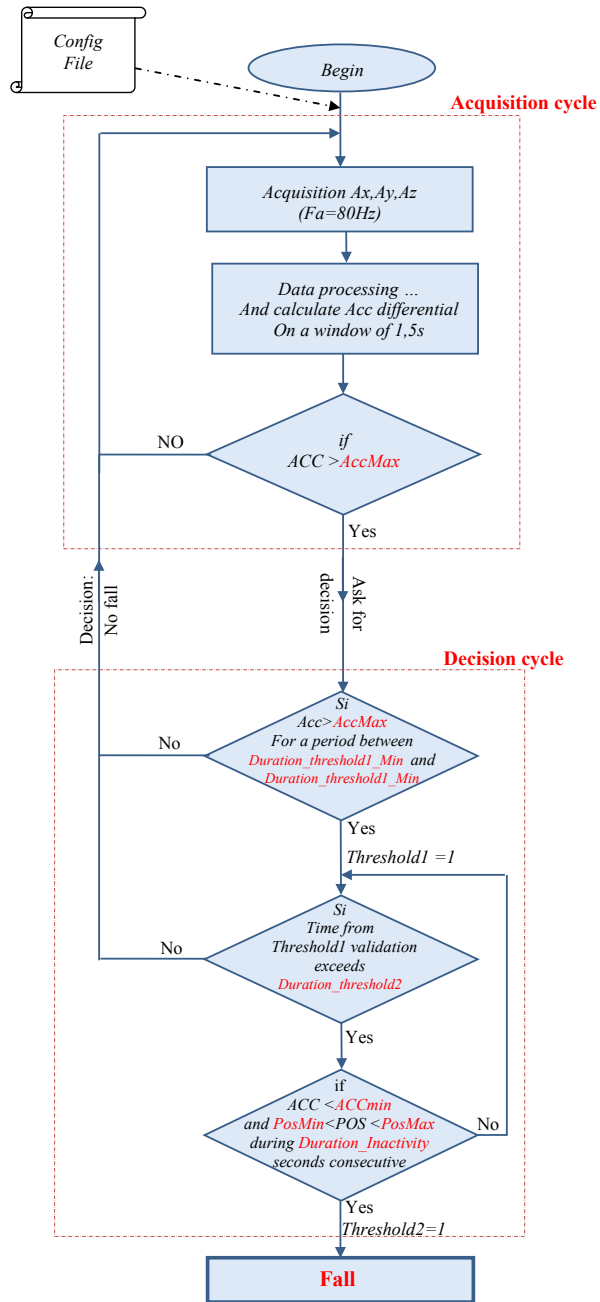 Config
File
Begin
Acquisition cycle
Acquisition Ax,Ay,Az
(Fa=80Hz)
Data processing ...
And calculate Acc differential
On a window of 1,5s
if
ACC >AccMax
NO
Yes
Decision:
No fall
Ask for
decision
Decision cycle
Si
Acc>AccMax
For a period between
Duration_threshold1_Min and
Duration_threshold1_Min
No
Yes
Threshold1 =1
Si
Time from
Threshold1 validation
exceeds
Duration_threshold2
No
Yes
if
ACC <ACCmin
and PosMin<POS <PosMax
during Duration_Inactivity
seconds consecutive
No
Yes
Threshold2=1
Fall